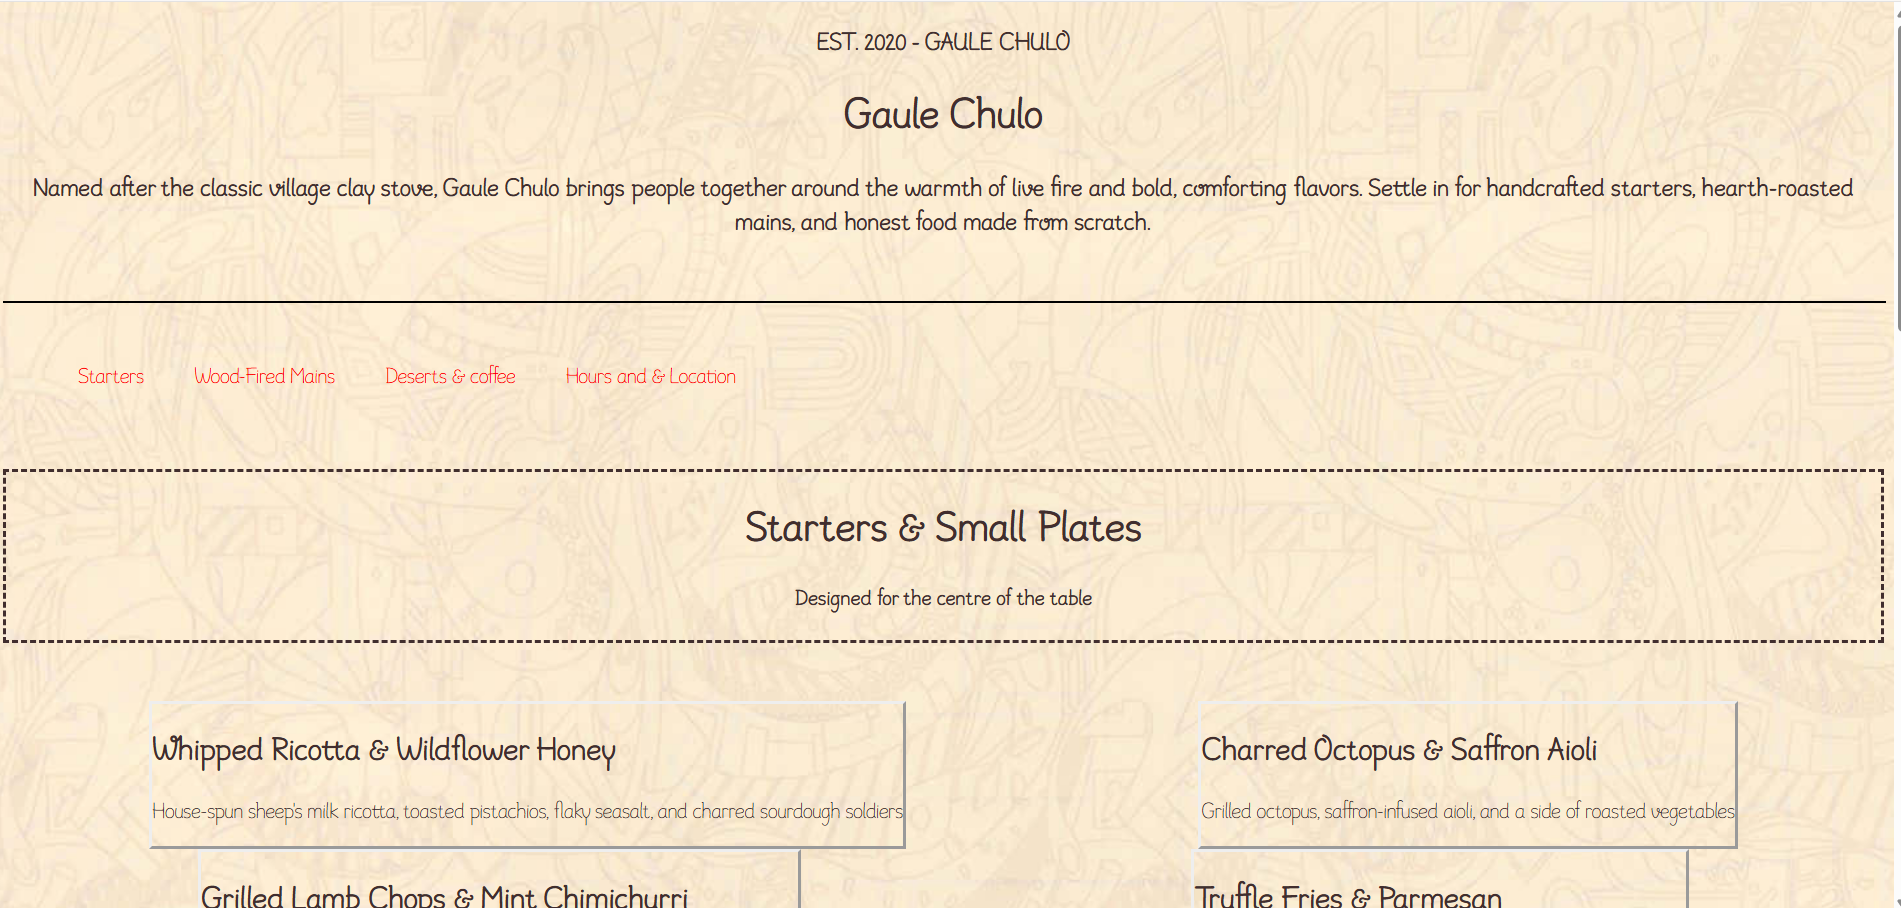 EST. 2020 - GAULE CHULO
Gaule Chulo
Named after the classic village clay stove, Gaule Chulo brings people together around the warmth of live fire and bold, comforting flavors. Settle in for handcrafted starters, hearth-roasted
mains, and honest food made from scratch.
Starters Wood-Fired Mains Deserts & coffee Hours and & Location
Starters & Small Plates
Designed for the centre of the table
Whipped Ricotta & Wildflower Honey
House-spun sheep's milk ricotta, toasted pistachios, flaky seasalt, and charred sourdough soldiers
Charred Octopus & Saffron Aioli
Grilled octopus, saffron-infused aioli, and a side of roasted vegetables
Grilled Lamb Chops & Mint Chimichurri
Truffle Fries & Parmesan